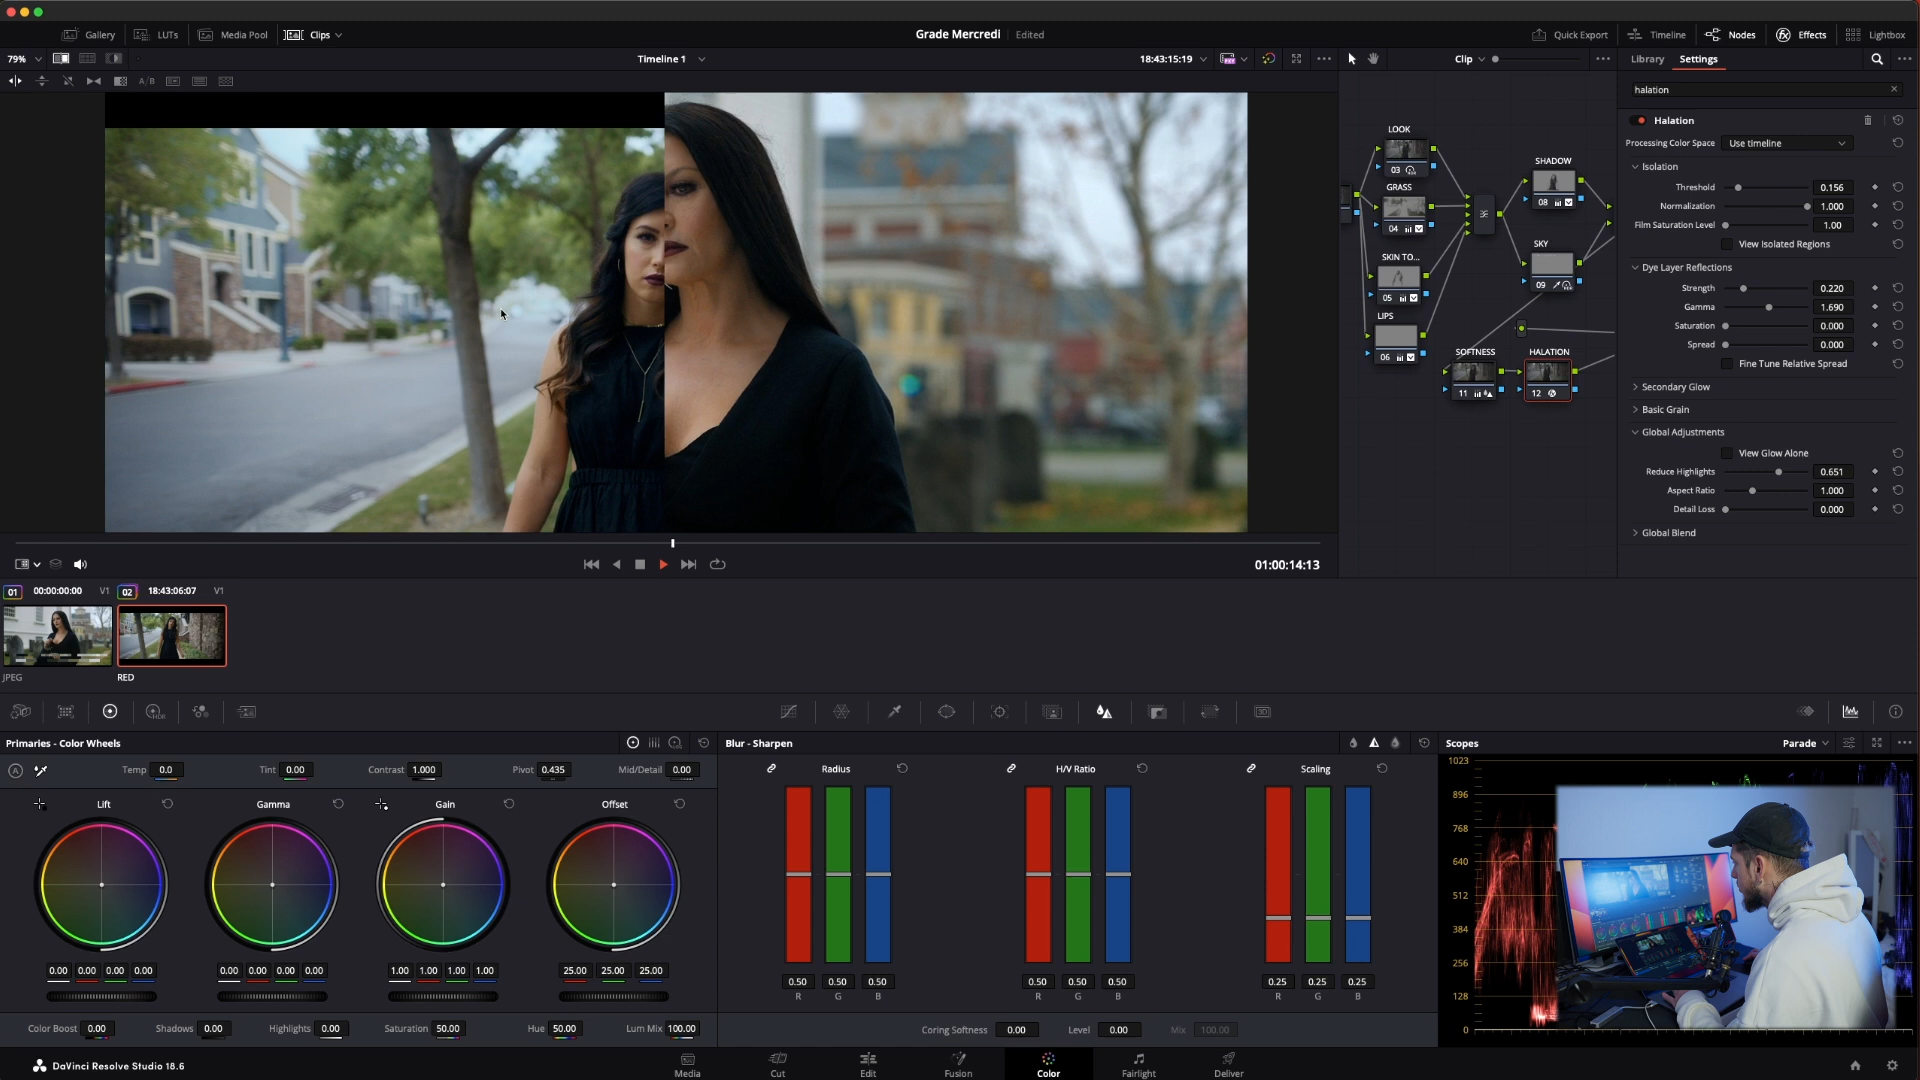 Gallery LUTs Media Pool Clips Grade Mercredi Edited Quick Export Timeline Nodes Effects Lightbox
79% Timeline 1 18:43:15:19 Clip Library Settings
A/B
halation
Halation
Processing Color Space Use timeline
Isolation
Threshold 0.156
Normalization 1.000
Film Saturation Level 1.00
View Isolated Regions
Dye Layer Reflections
Strength 0.220
Gamma 1.690
Saturation 0.000
Spread 0.000
Fine Tune Relative Spread
Secondary Glow
Basic Grain
Global Adjustments
View Glow Alone
Reduce Highlights 0.651
Aspect Ratio 1.000
Detail Loss 0.000
Global Blend
LOOK
03
GRASS
04
SKIN TO...
05
LIPS
06
SHADOW
08
SKY
09
SOFTNESS
11
HALATION
12
01:00:14:13
01 00:00:00:00 V1 02 18:43:06:07 V1
JPEG RED
HDR 3D
Primaries - Color Wheels
A Temp 0.0 Tint 0.00 Contrast 1.000 Pivot 0.435 Mid/Detail 0.00
Lift Gamma Gain Offset
0.00 0.00 0.00 0.00 0.00 0.00 0.00 0.00 1.00 1.00 1.00 1.00 25.00 25.00 25.00
Color Boost 0.00 Shadows 0.00 Highlights 0.00 Saturation 50.00 Hue 50.00 Lum Mix 100.00
Blur - Sharpen
Radius H/V Ratio Scaling
0.50 0.50 0.50 0.50 0.50 0.50 0.25 0.25 0.25
R G B R G B R G B
Coring Softness 0.00 Level 0.00 Mix 100.00
Scopes Parade
1023
896
768
640
512
384
256
128
0
DaVinci Resolve Studio 18.6
Media Cut Edit Fusion Color Fairlight Deliver